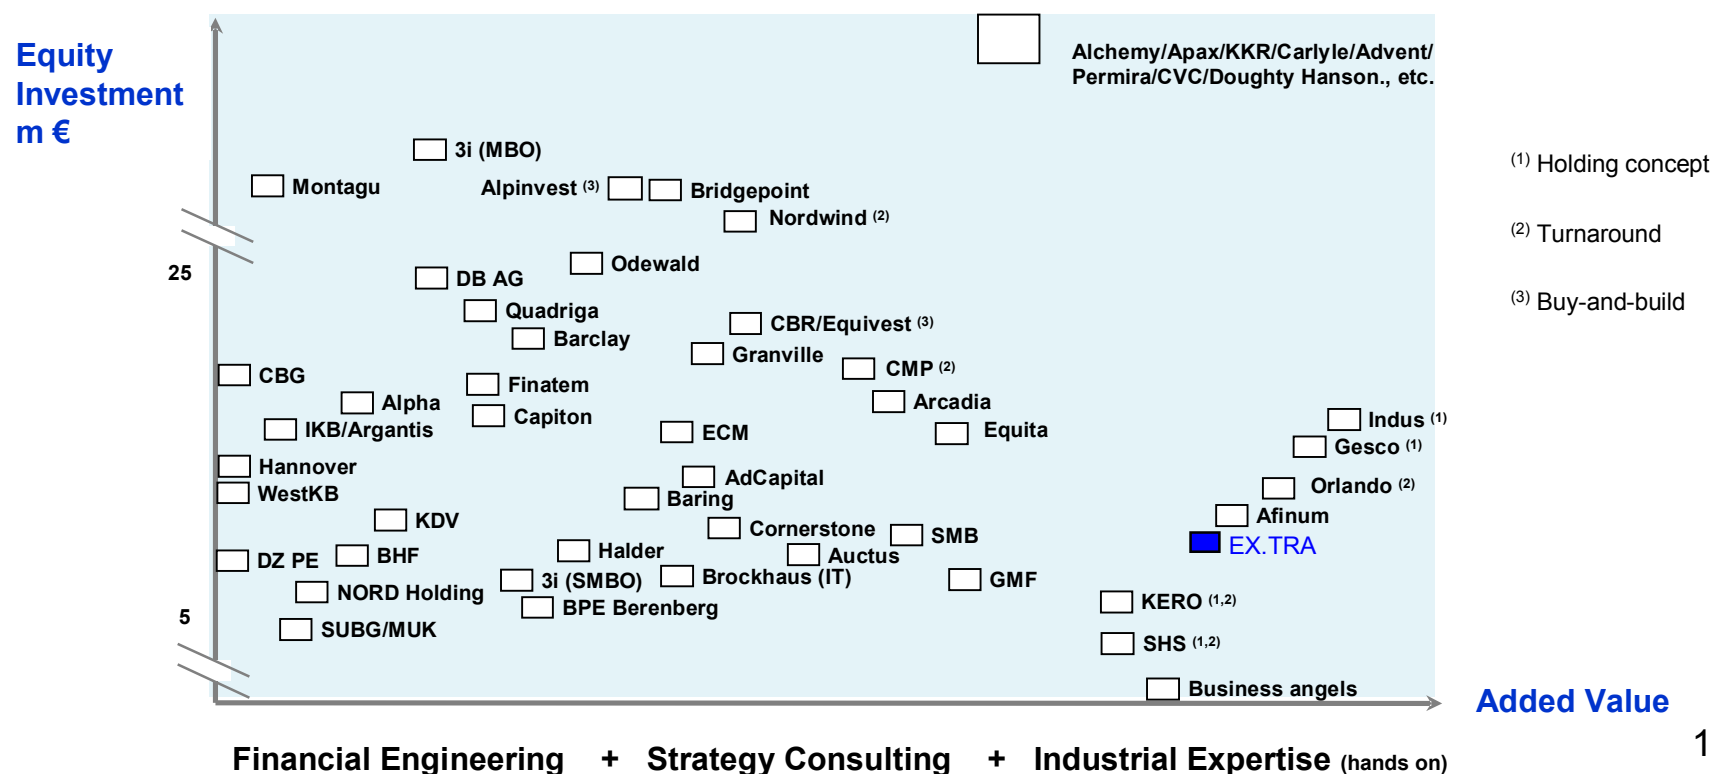 Equity
Investment
m €
Alchemy/Apax/KKR/Carlyle/Advent/
Permira/CVC/Doughty Hanson., etc.
3i (MBO)
Montagu
Alpinvest (3)
Bridgepoint
Nordwind (2)
(1) Holding concept
(2) Turnaround
(3) Buy-and-build
25
Odewald
DB AG
Quadriga
CBR/Equivest (3)
Barclay
Granville
CBG
CMP (2)
Finatem
Alpha
Arcadia
Capiton
Indus (1)
IKB/Argantis
ECM
Equita
Gesco (1)
Hannover
AdCapital
WestKB
Orlando (2)
Baring
KDV
Afinum
Cornerstone
SMB
EX.TRA
Halder
DZ PE
BHF
Auctus
3i (SMBO)
Brockhaus (IT)
GMF
NORD Holding
KERO (1,2)
BPE Berenberg
5
SUBG/MUK
SHS (1,2)
Business angels
Added Value
Financial Engineering + Strategy Consulting + Industrial Expertise (hands on)
1